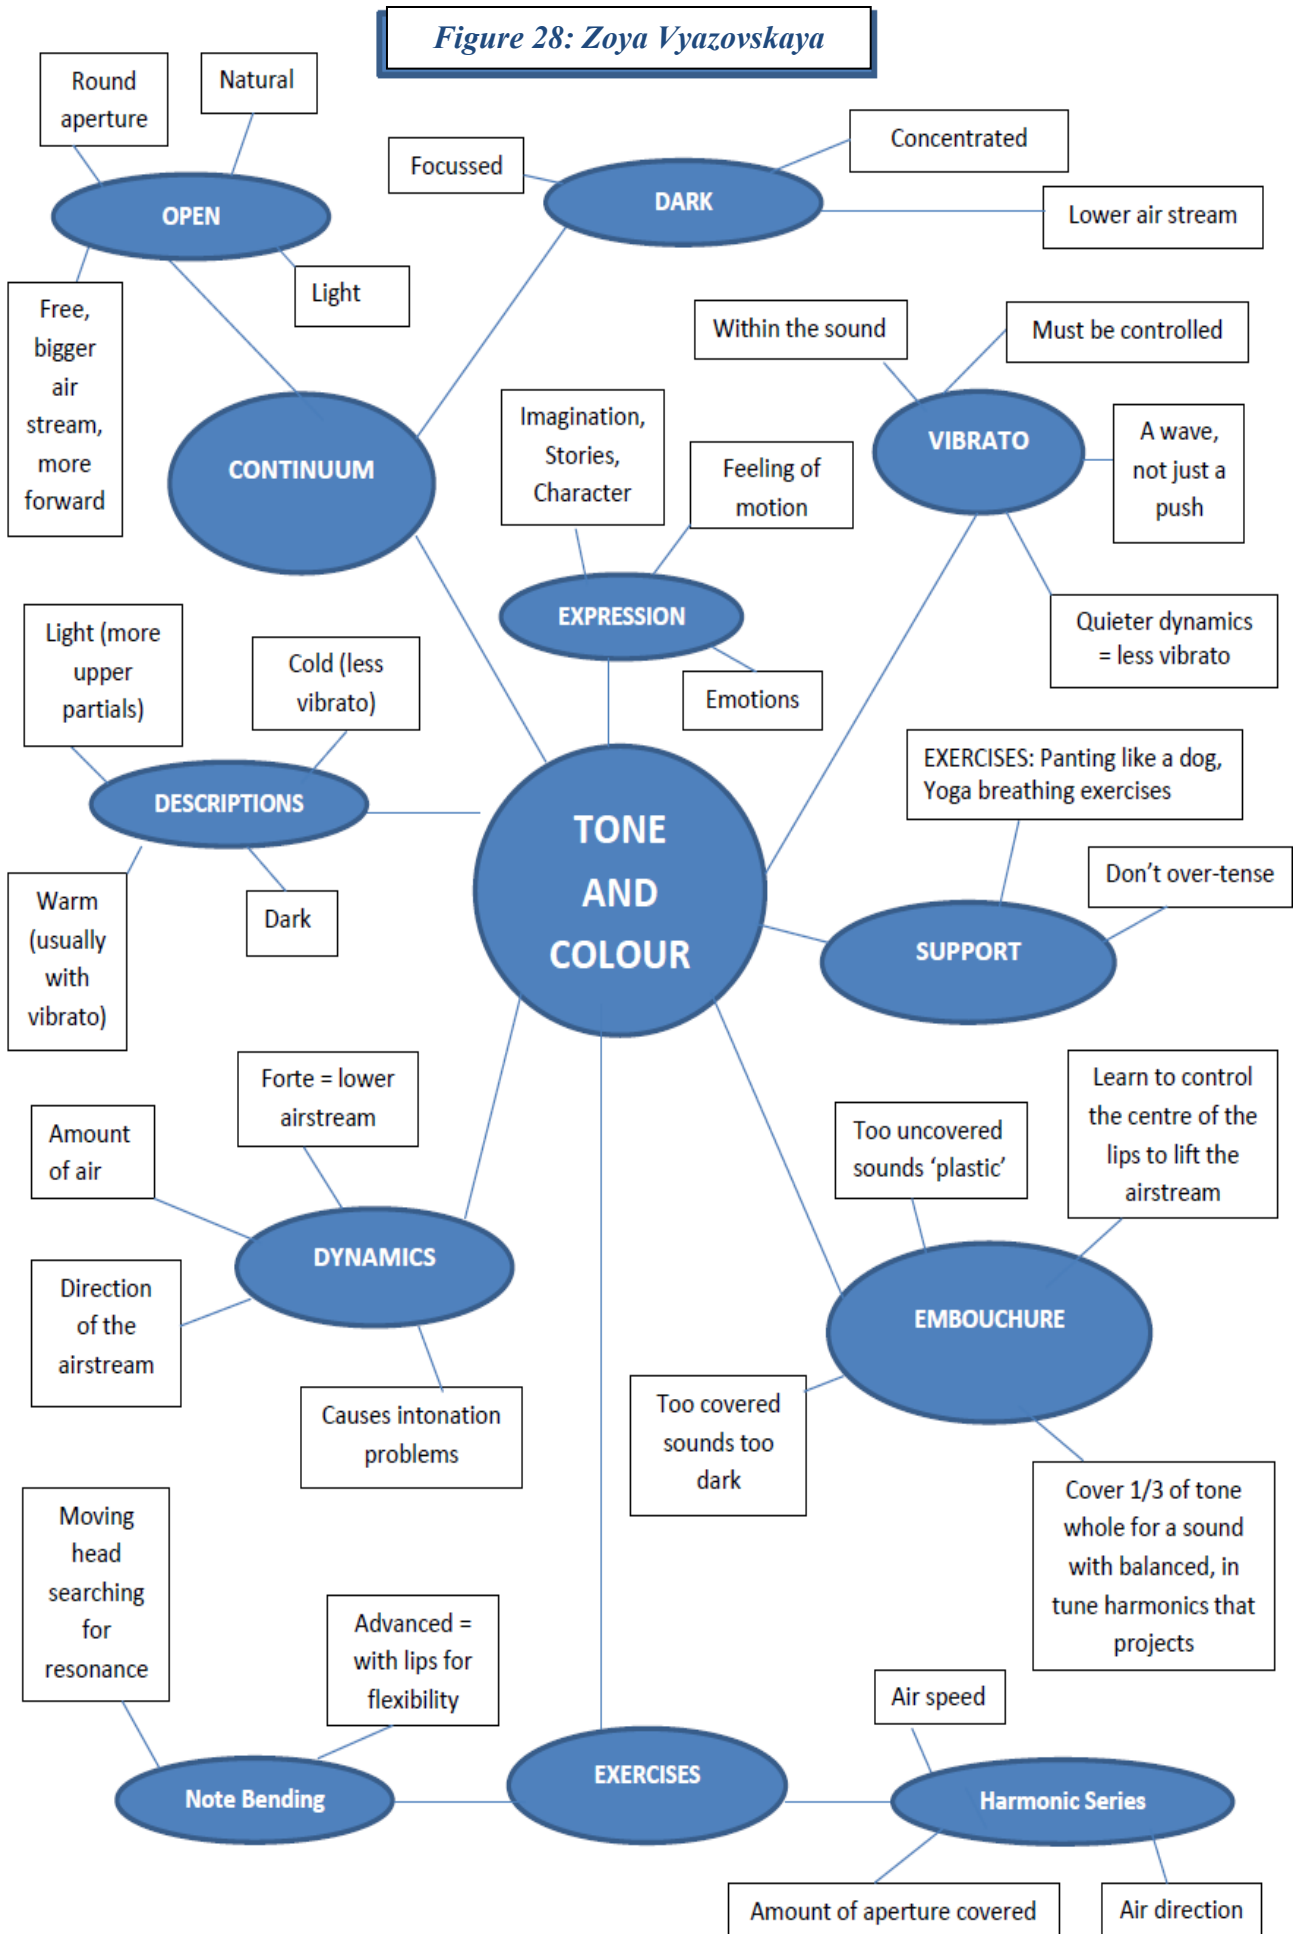 Figure 28: Zoya Vyazovskaya
Round
aperture
Natural
OPEN
Light
Free,
bigger
air
stream,
more
forward
Focussed
DARK
Concentrated
Lower air stream
CONTINUUM
Within the sound
Must be controlled
VIBRATO
A wave,
not just a
push
Quieter dynamics
= less vibrato
Imagination,
Stories,
Character
Feeling of
motion
EXPRESSION
Emotions
Light (more
upper
partials)
Cold (less
vibrato)
DESCRIPTIONS
Warm
(usually
with
vibrato)
Dark
TONE
AND
COLOUR
EXERCISES: Panting like a dog,
Yoga breathing exercises
Don’t over-tense
SUPPORT
Forte = lower
airstream
Amount
of air
DYNAMICS
Direction
of the
airstream
Causes intonation
problems
Too uncovered
sounds ‘plastic’
Learn to control
the centre of the
lips to lift the
airstream
EMBOUCHURE
Too covered
sounds too
dark
Cover 1/3 of tone
whole for a sound
with balanced, in
tune harmonics that
projects
Moving
head
searching
for
resonance
Advanced =
with lips for
flexibility
Note Bending
EXERCISES
Air speed
Harmonic Series
Amount of aperture covered
Air direction